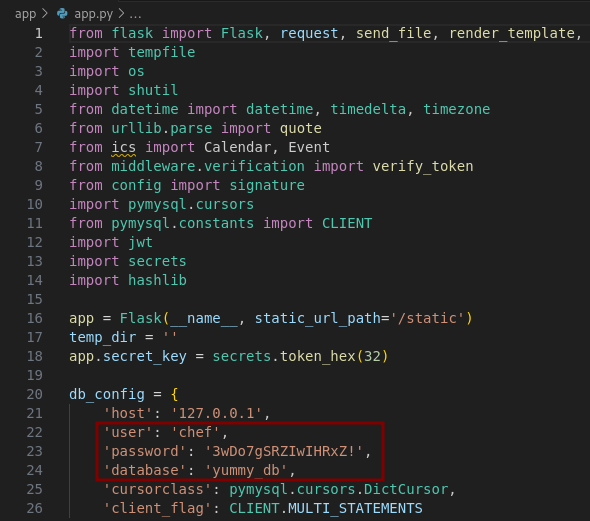 app > app.py > ...
1 from flask import Flask, request, send_file, render_template,
2 import tempfile
3 import os
4 import shutil
5 from datetime import datetime, timedelta, timezone
6 from urllib.parse import quote
7 from ics import Calendar, Event
8 from middleware.verification import verify_token
9 from config import signature
10 import pymysql.cursors
11 from pymysql.constants import CLIENT
12 import jwt
13 import secrets
14 import hashlib
15
16 app = Flask(__name__, static_url_path='/static')
17 temp_dir = ''
18 app.secret_key = secrets.token_hex(32)
19
20 db_config = {
21     'host': '127.0.0.1',
22     'user': 'chef',
23     'password': '3wDo7gSRZIwIHRxZ!',
24     'database': 'yummy_db',
25     'cursorclass': pymysql.cursors.DictCursor,
26     'client_flag': CLIENT.MULTI_STATEMENTS